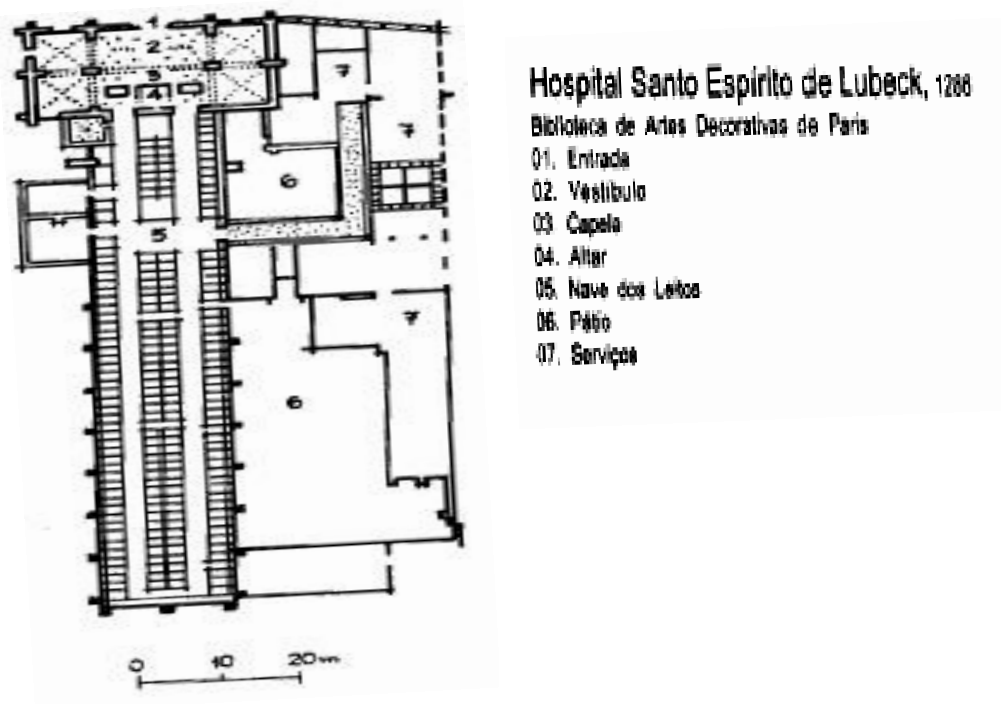 1
2
3
4
7
7
6
5
7
6
0 10 20m
Hospital Santo Espírito de Lubeck, 1286
Biblioteca de Artes Decorativas de Paris
01. Entrada
02. Vestíbulo
03 Capela
04. Altar
05. Nave dos Leitos
06. Pátio
07. Serviços